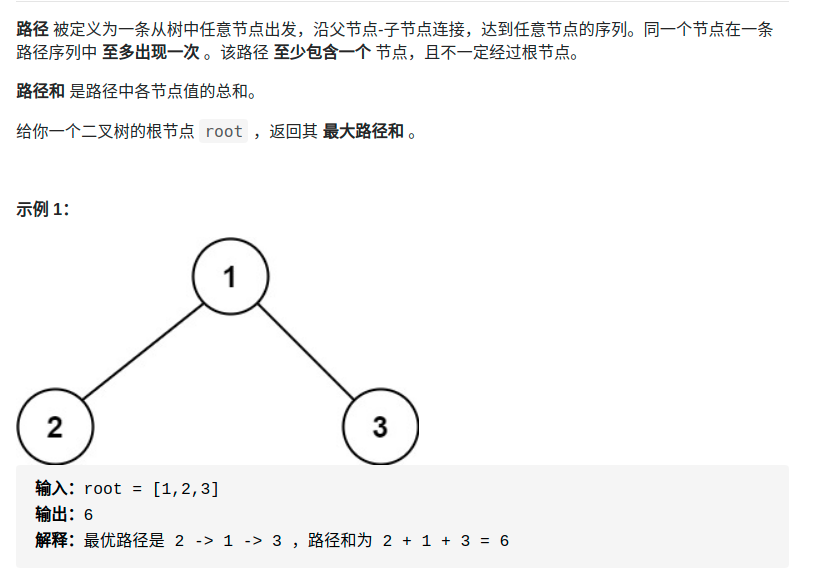 路径 被定义为一条从树中任意节点出发，沿父节点-子节点连接，达到任意节点的序列。同一个节点在一条
路径序列中 至多出现一次 。该路径 至少包含一个 节点，且不一定经过根节点。
路径和 是路径中各节点值的总和。
给你一个二叉树的根节点 root ，返回其 最大路径和 。
示例 1：
1
2
3
输入：root = [1,2,3]
输出：6
解释：最优路径是 2 -> 1 -> 3 ，路径和为 2 + 1 + 3 = 6